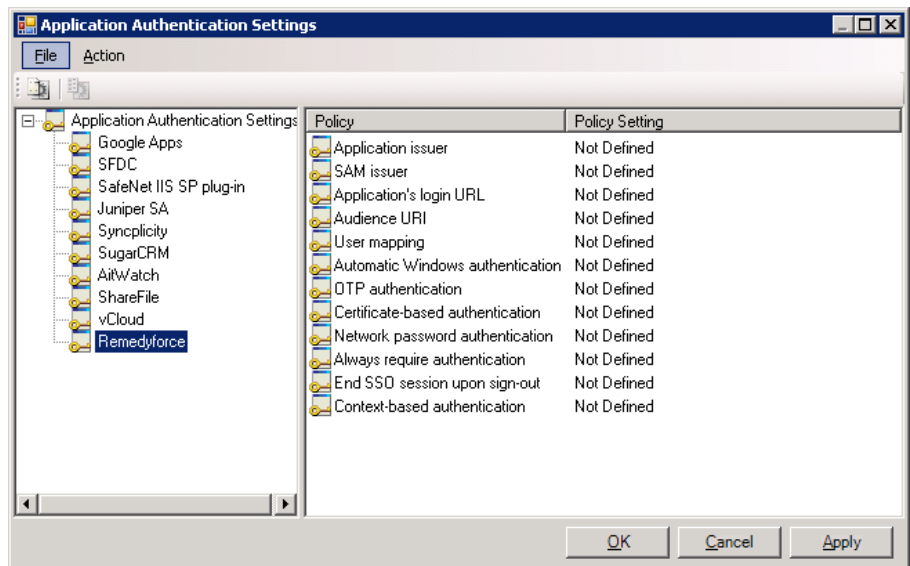 Application Authentication Settings
File Action
Application Authentication Settings
Google Apps
SFDC
SafeNet IIS SP plug-in
Juniper SA
Syncplicity
SugarCRM
AitWatch
ShareFile
vCloud
Remedyforce
Policy Policy Setting
Application issuer Not Defined
SAM issuer Not Defined
Application's login URL Not Defined
Audience URI Not Defined
User mapping Not Defined
Automatic Windows authentication Not Defined
OTP authentication Not Defined
Certificate-based authentication Not Defined
Network password authentication Not Defined
Always require authentication Not Defined
End SSO session upon sign-out Not Defined
Context-based authentication Not Defined
OK Cancel Apply